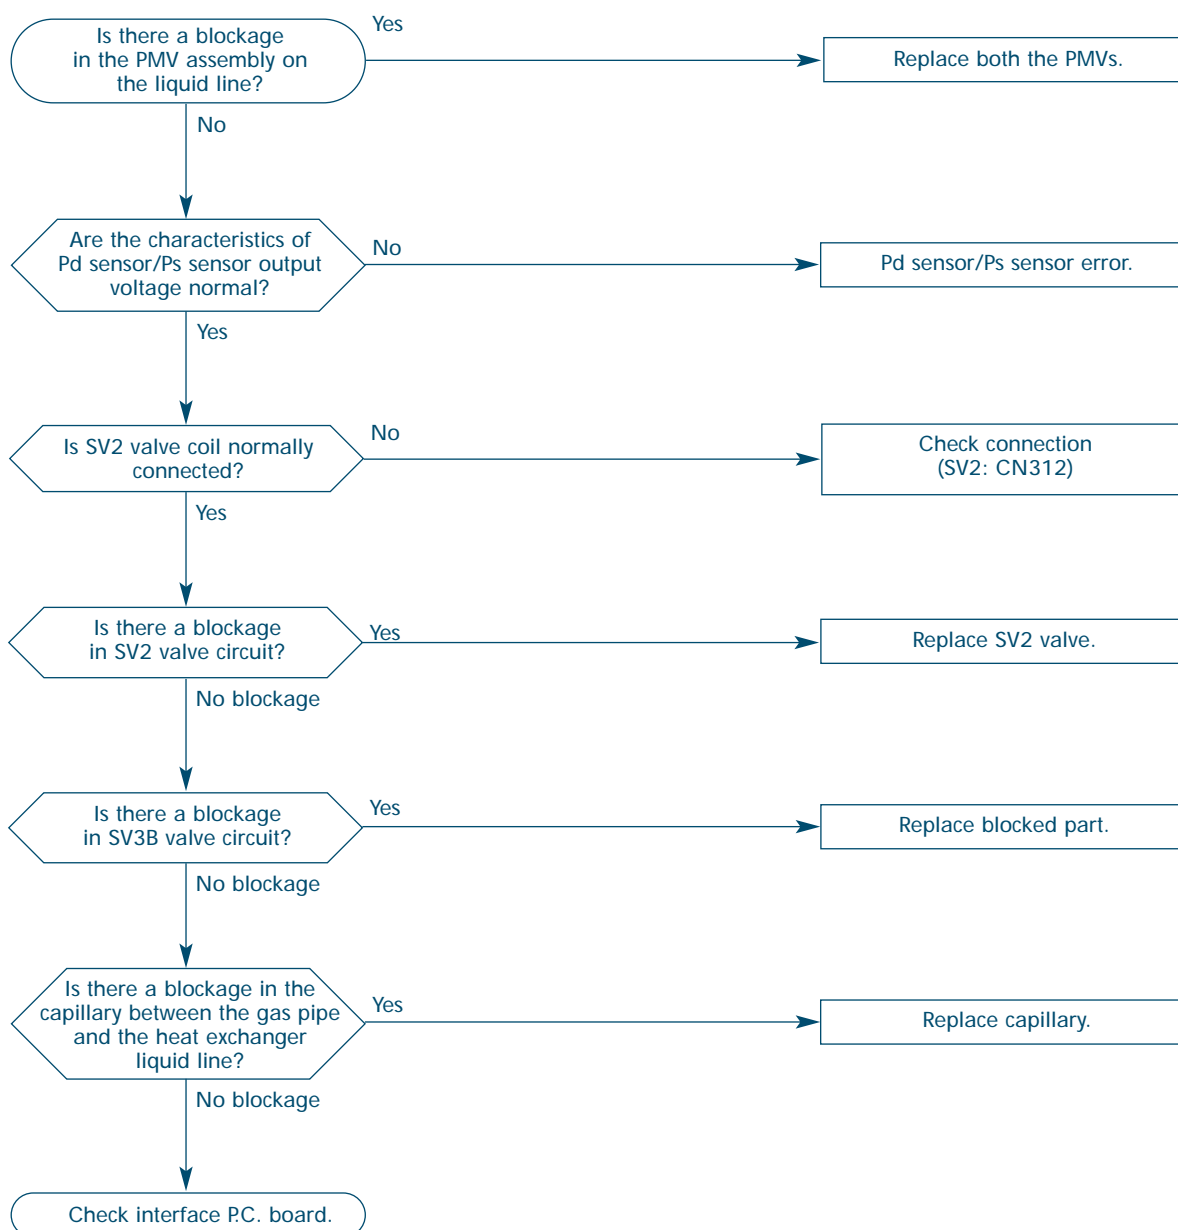 Is there a blockage
in the PMV assembly on
the liquid line?
Yes
Replace both the PMVs.
No
Are the characteristics of
Pd sensor/Ps sensor output
voltage normal?
No
Pd sensor/Ps sensor error.
Yes
Is SV2 valve coil normally
connected?
No
Check connection
(SV2: CN312)
Yes
Is there a blockage
in SV2 valve circuit?
Yes
Replace SV2 valve.
No blockage
Is there a blockage
in SV3B valve circuit?
Yes
Replace blocked part.
No blockage
Is there a blockage in the
capillary between the gas pipe
and the heat exchanger
liquid line?
Yes
Replace capillary.
No blockage
Check interface P.C. board.